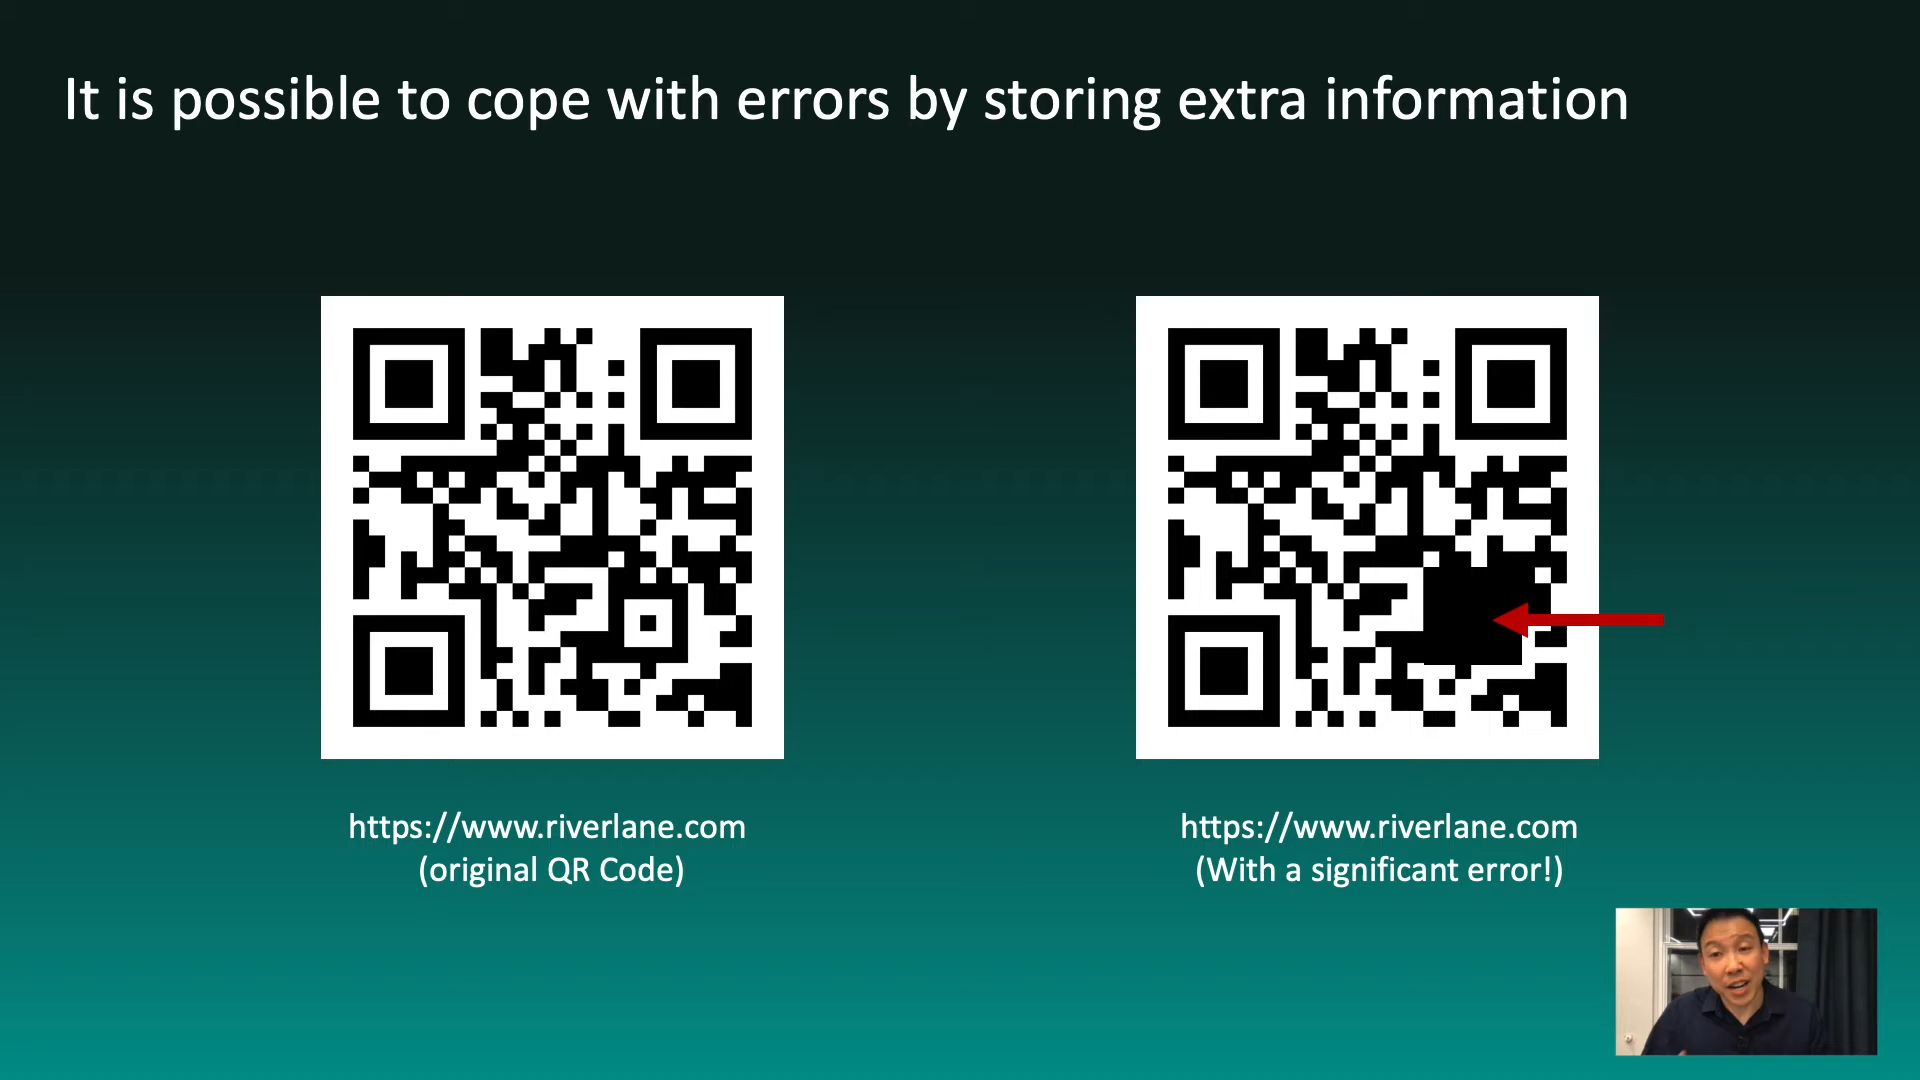 It is possible to cope with errors by storing extra information
https://www.riverlane.com
(original QR Code)
https://www.riverlane.com
(With a significant error!)